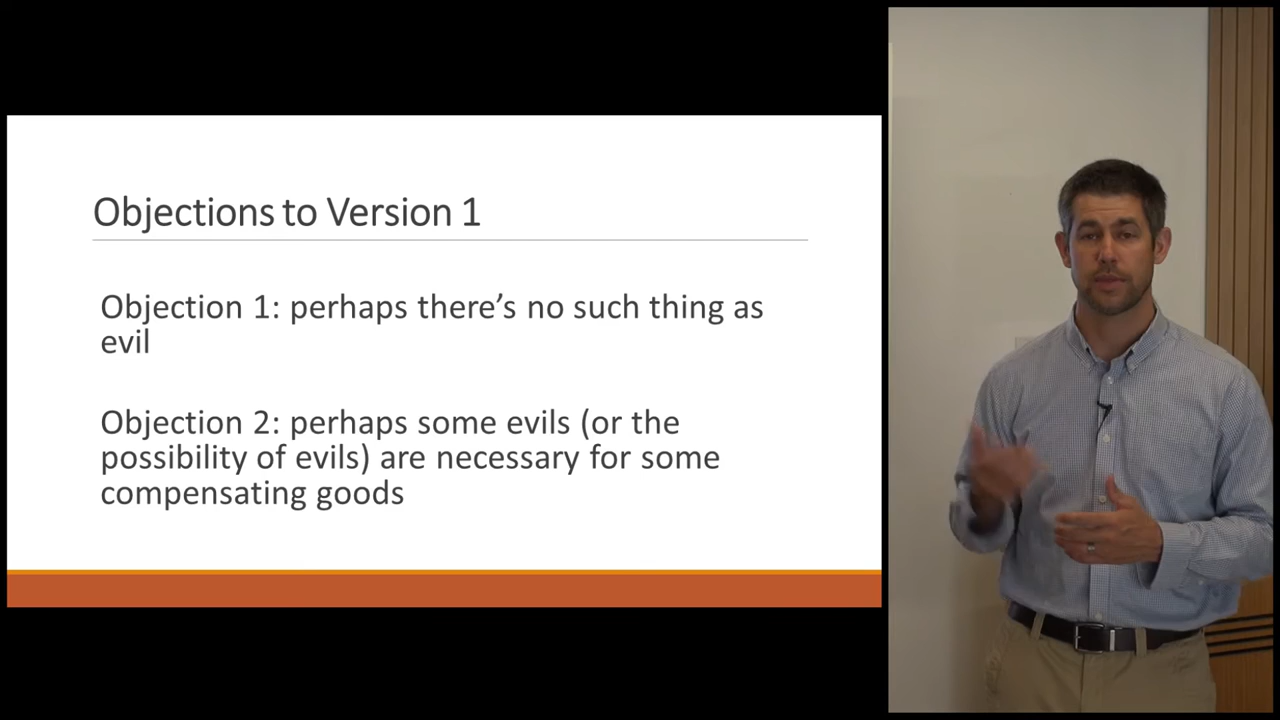 Objections to Version 1
Objection 1: perhaps there’s no such thing as
evil
Objection 2: perhaps some evils (or the
possibility of evils) are necessary for some
compensating goods